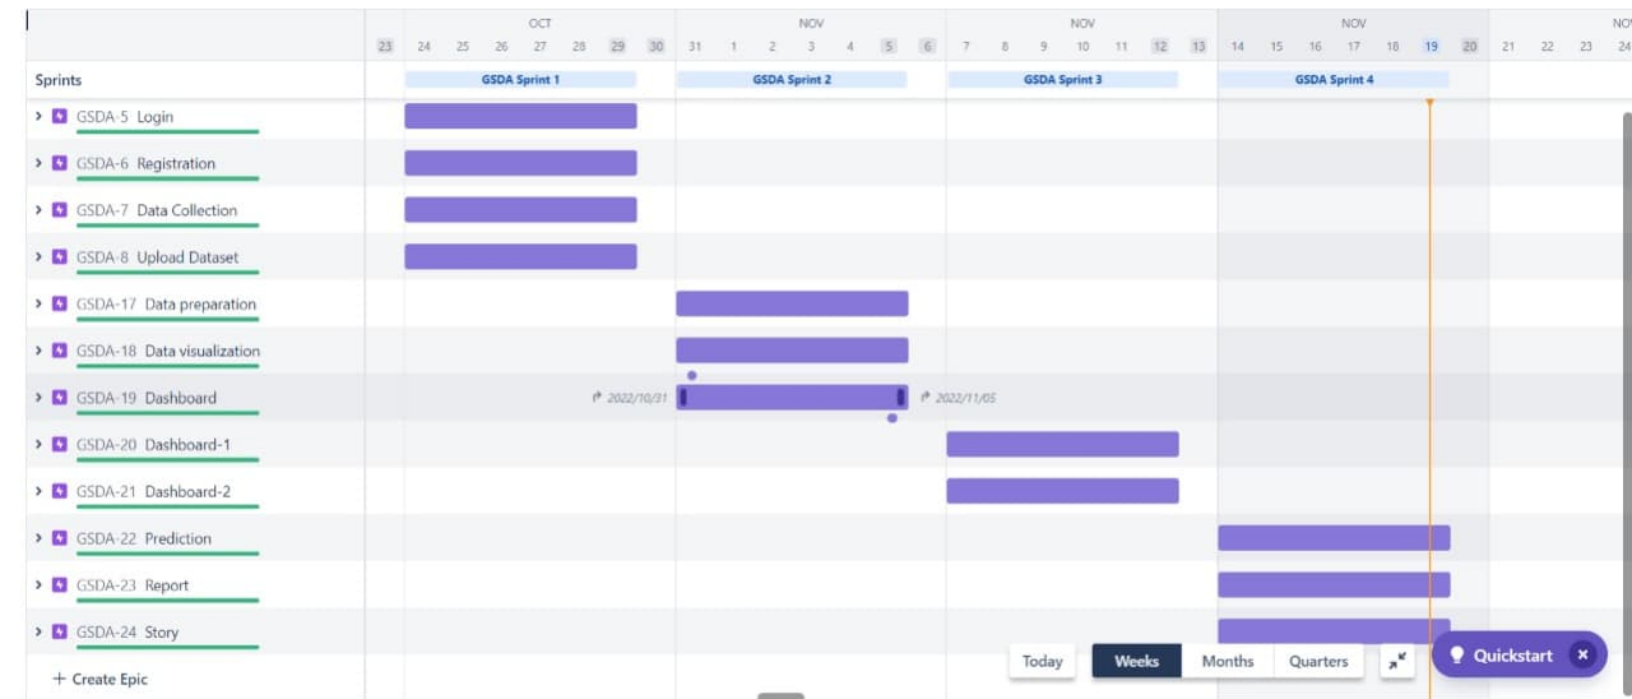 OCT NOV NOV NOV NOV
23 24 25 26 27 28 29 30 31 1 2 3 4 5 6 7 8 9 10 11 12 13 14 15 16 17 18 19 20 21 22 23 24
Sprints GSDA Sprint 1 GSDA Sprint 2 GSDA Sprint 3 GSDA Sprint 4
GSDA-5 Login
GSDA-6 Registration
GSDA-7 Data Collection
GSDA-8 Upload Dataset
GSDA-17 Data preparation
GSDA-18 Data visualization
GSDA-19 Dashboard 2022/10/31 2022/11/05
GSDA-20 Dashboard-1
GSDA-21 Dashboard-2
GSDA-22 Prediction
GSDA-23 Report
GSDA-24 Story
Today Weeks Months Quarters Quickstart
+ Create Epic